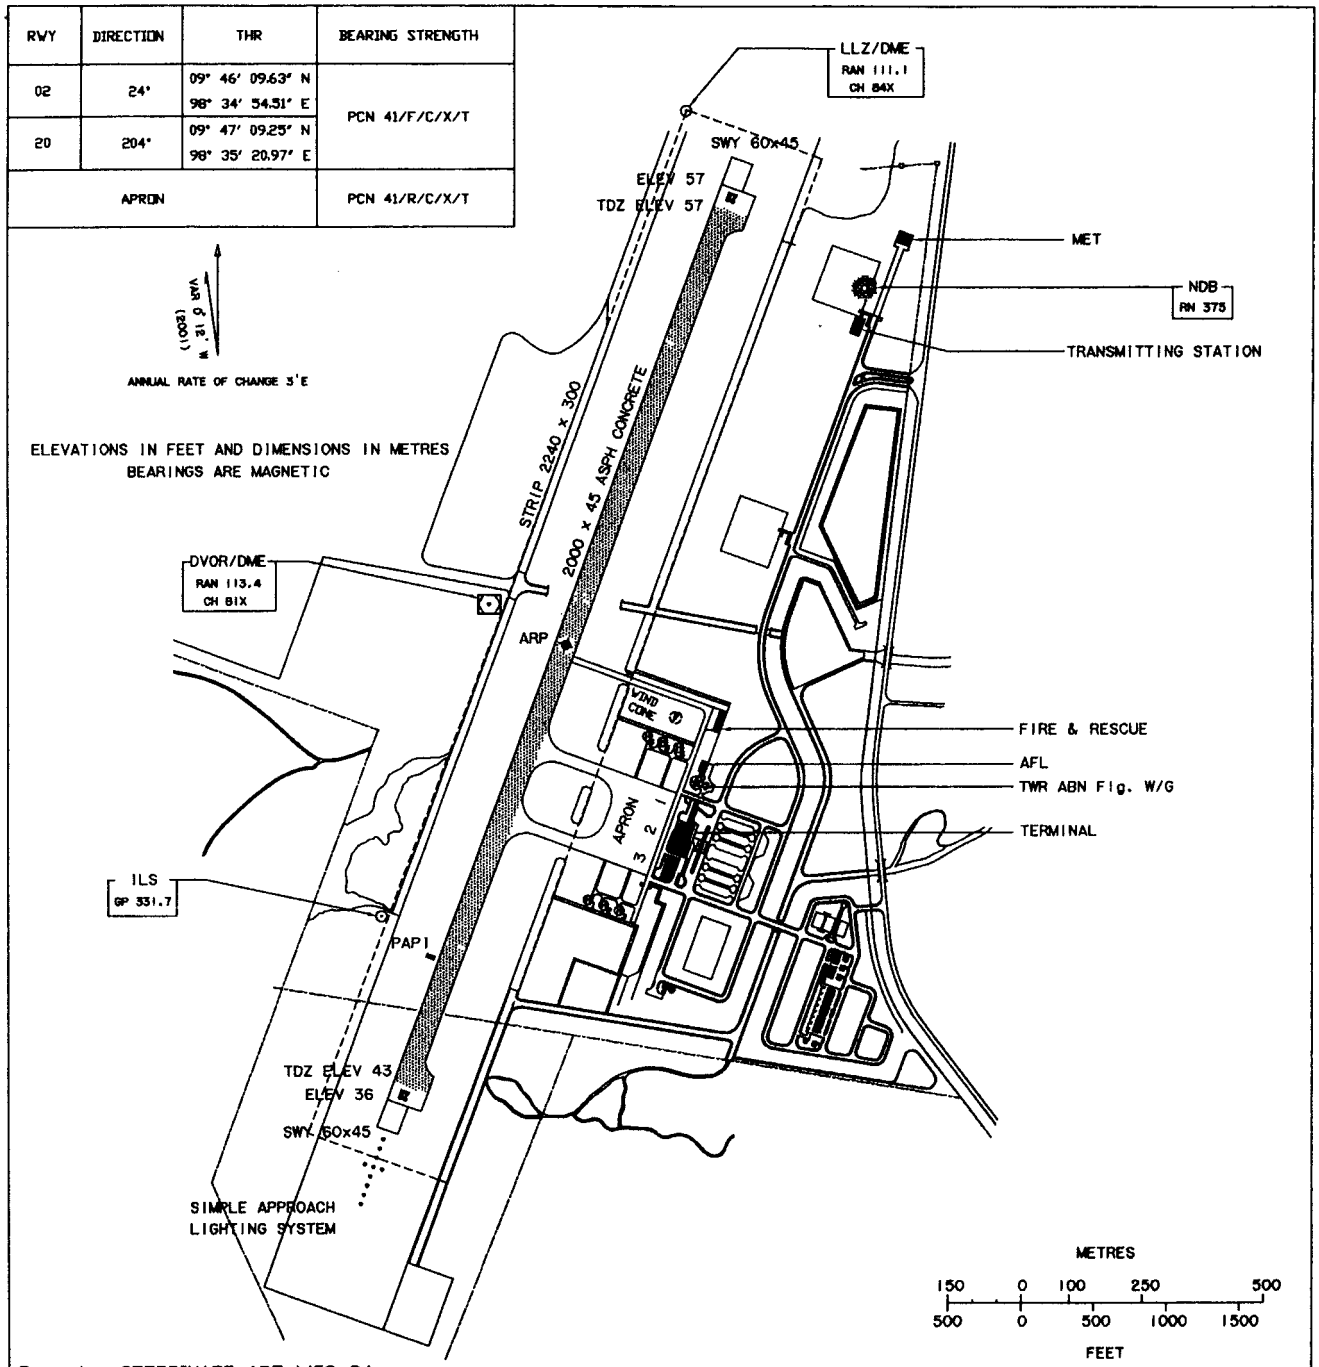 RWY DIRECTION THR BEARING STRENGTH
02 24° 09° 46' 09.63" N
98° 34' 54.51" E
PCN 41/F/C/X/T
20 204° 09° 47' 09.25" N
98° 35' 20.97" E
APRON PCN 41/R/C/X/T
LLZ/DME
RAN 111.1
CH 84X
SWY 60x45
ELEV 57
TDZ ELEV 57
MET
NDB
RN 375
TRANSMITTING STATION
VAR 0 12' W
(2001)
ANNUAL RATE OF CHANGE 3'E
ELEVATIONS IN FEET AND DIMENSIONS IN METRES
BEARINGS ARE MAGNETIC
STRIP 2240 x 300
2000 x 45 ASPH CONCRETE
DVOR/DME
RAN 113.4
CH 81X
ARP
WIND
CONE
FIRE & RESCUE
AFL
TWR ABN Flg. W/G
TERMINAL
APRON
1
2
3
ILS
GP 331.7
PAPI
TDZ ELEV 43
ELEV 36
SWY 60x45
SIMPLE APPROACH
LIGHTING SYSTEM
METRES
150 0 100 250 500
500 0 500 1000 1500
FEET